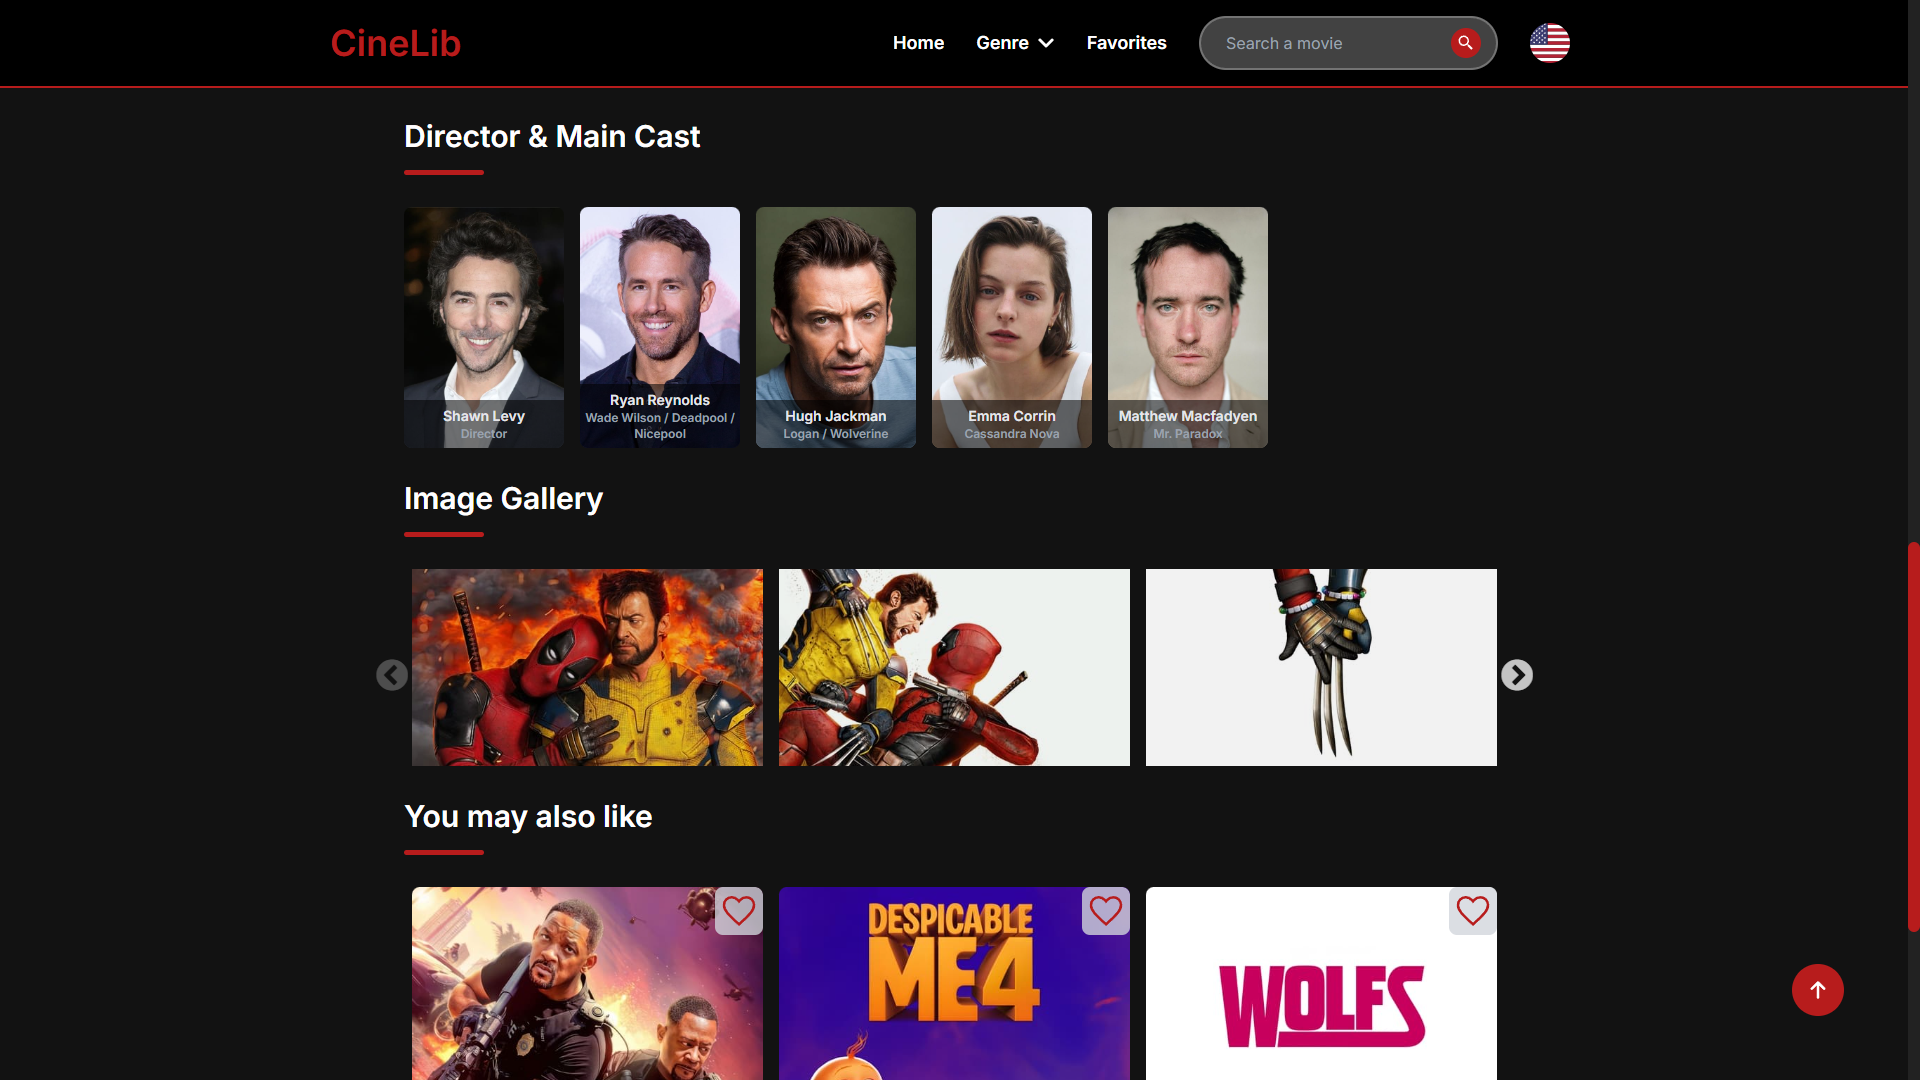 CineLib
Home
Genre
Favorites
Search a movie
Director & Main Cast
Shawn Levy
Director
Ryan Reynolds
Wade Wilson / Deadpool /
Nicepool
Hugh Jackman
Logan / Wolverine
Emma Corrin
Cassandra Nova
Matthew Macfadyen
Mr. Paradox
Image Gallery
You may also like
DESPICABLE
ME 4
WOLFS